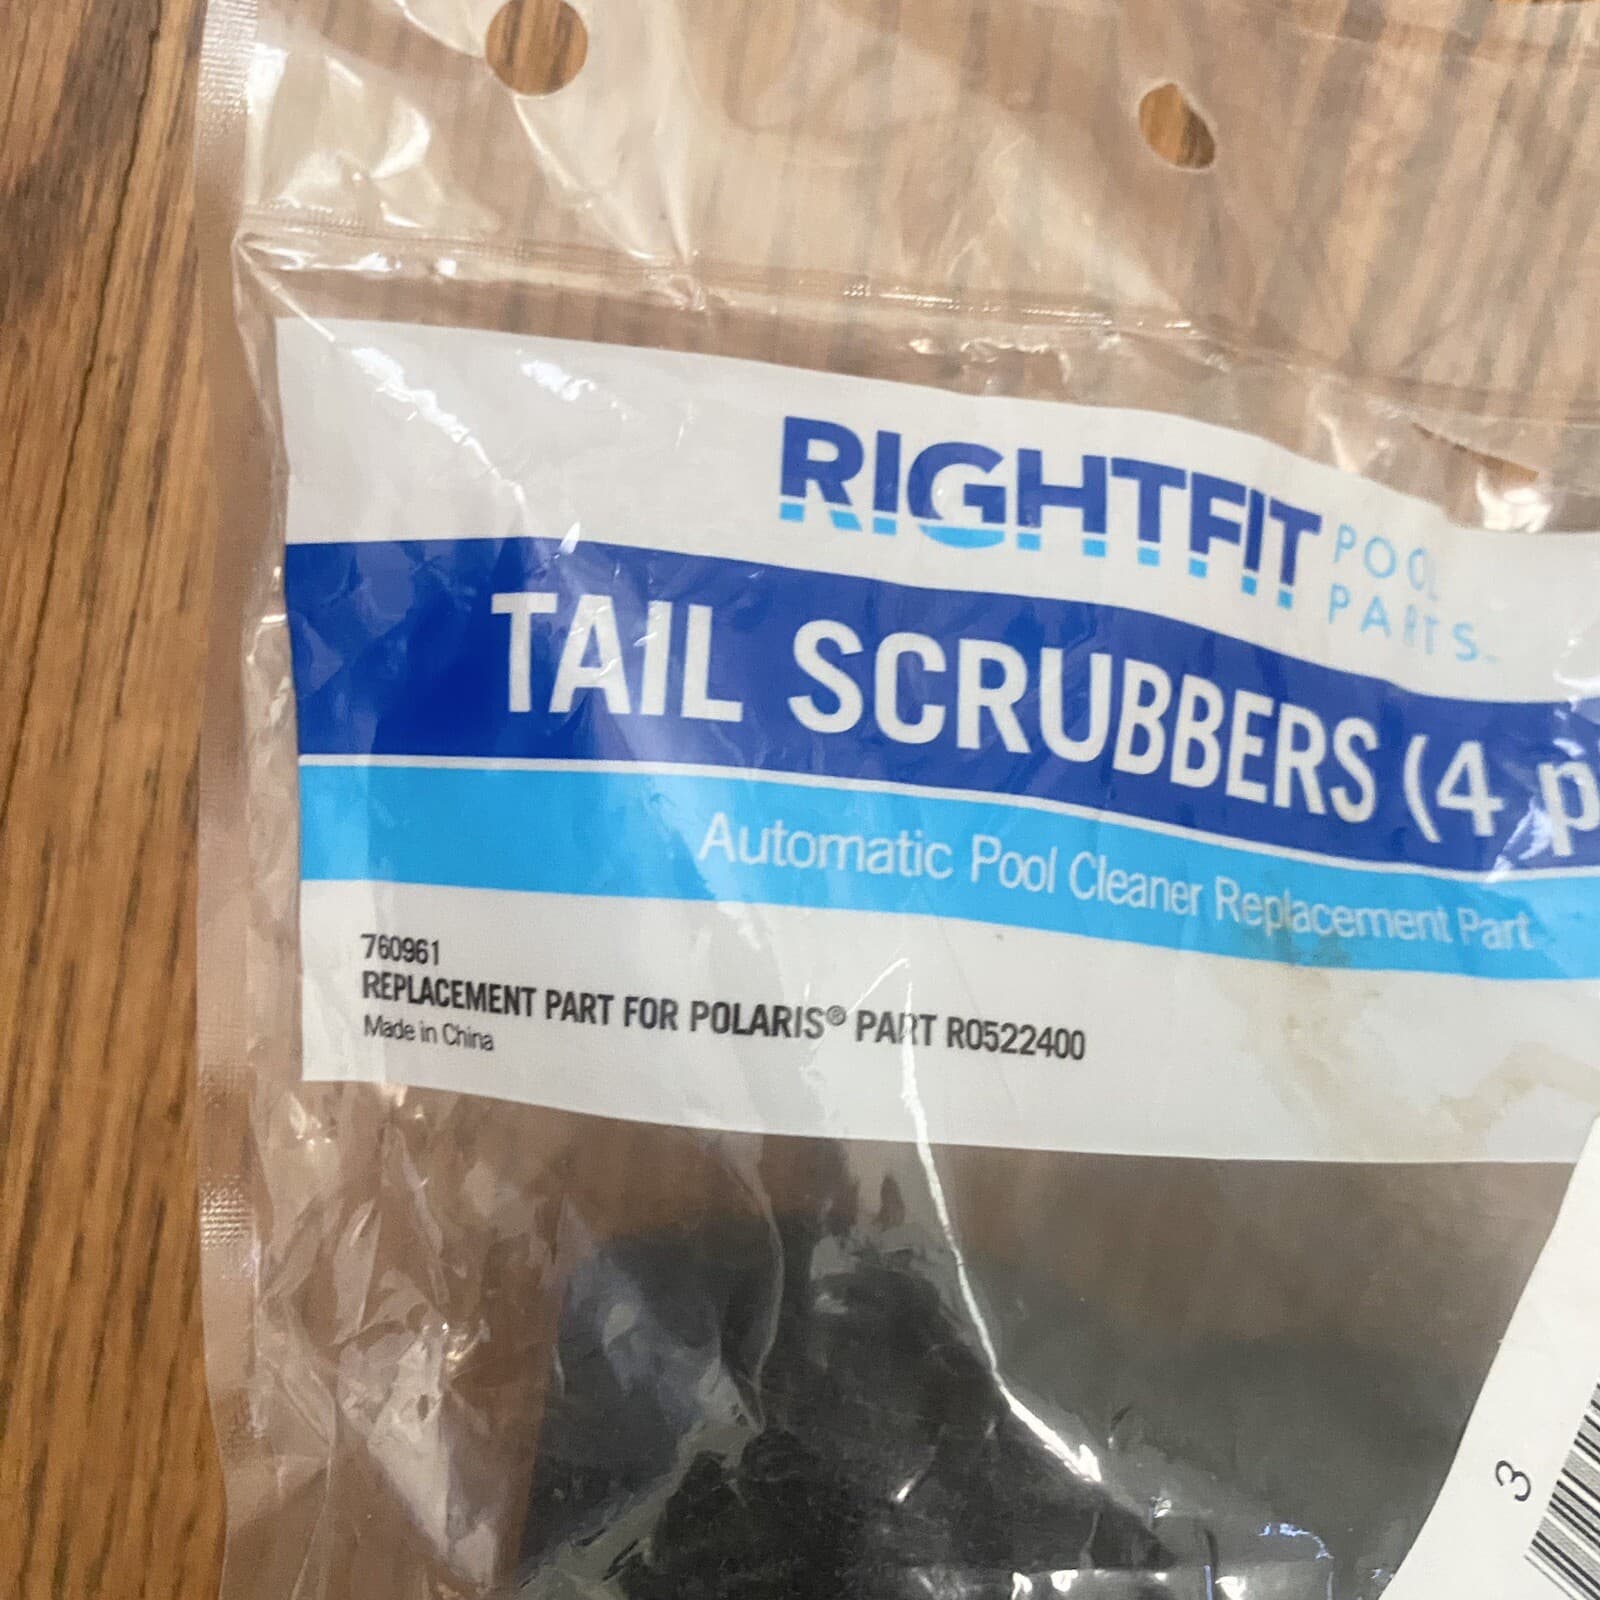 RIGHTFIT POOL
PARTS™
TAIL SCRUBBERS (4 p
Automatic Pool Cleaner Replacement Part
760961
REPLACEMENT PART FOR POLARIS® PART R0522400
Made in China
3